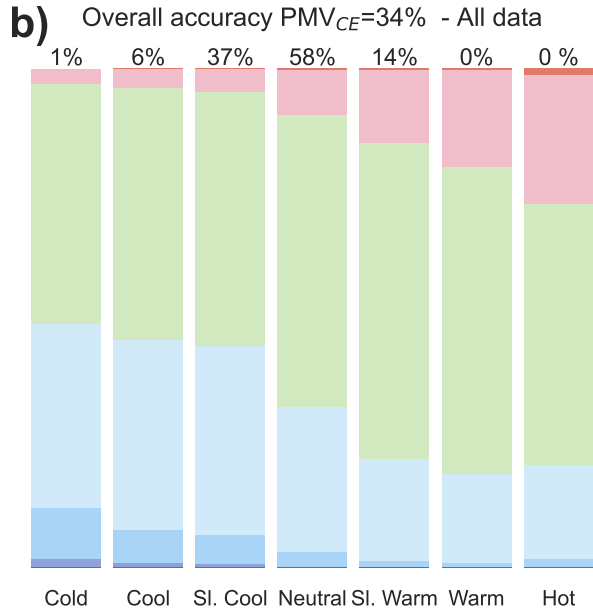 b) Overall accuracy PMV_CE=34% - All data
1% 6% 37% 58% 14% 0% 0 %
Cold Cool Sl. Cool Neutral Sl. Warm Warm Hot